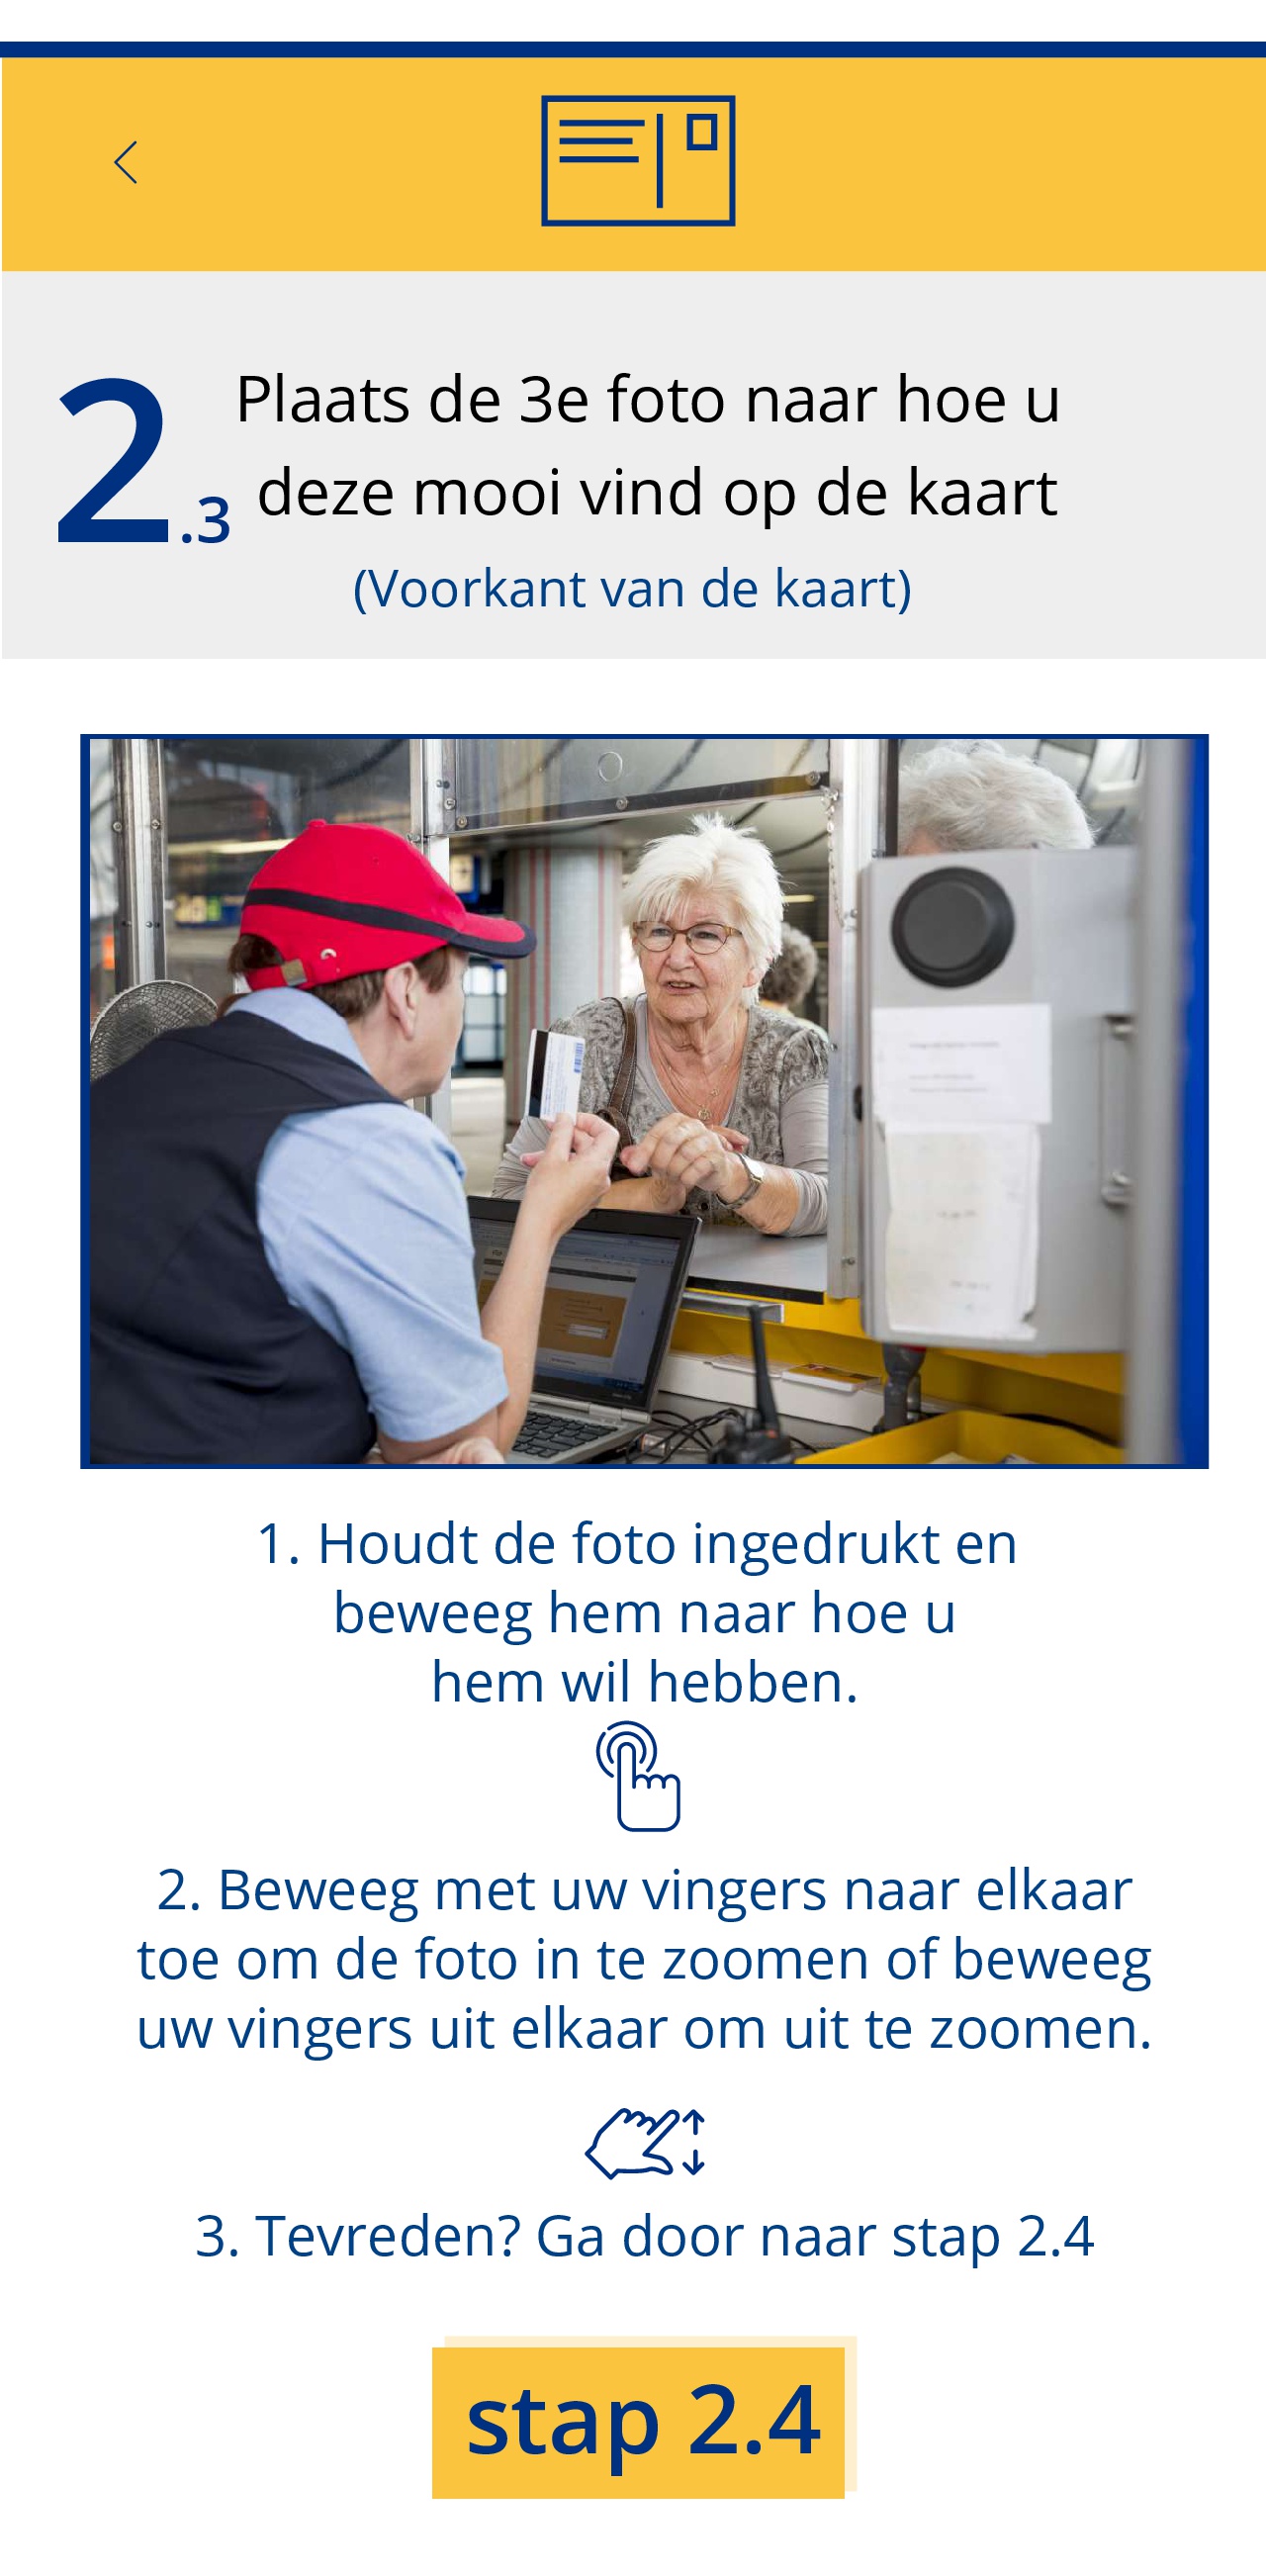 2.3
Plaats de 3e foto naar hoe u
deze mooi vind op de kaart
(Voorkant van de kaart)
1. Houdt de foto ingedrukt en
beweeg hem naar hoe u
hem wil hebben.
2. Beweeg met uw vingers naar elkaar
toe om de foto in te zoomen of beweeg
uw vingers uit elkaar om uit te zoomen.
3. Tevreden? Ga door naar stap 2.4
stap 2.4